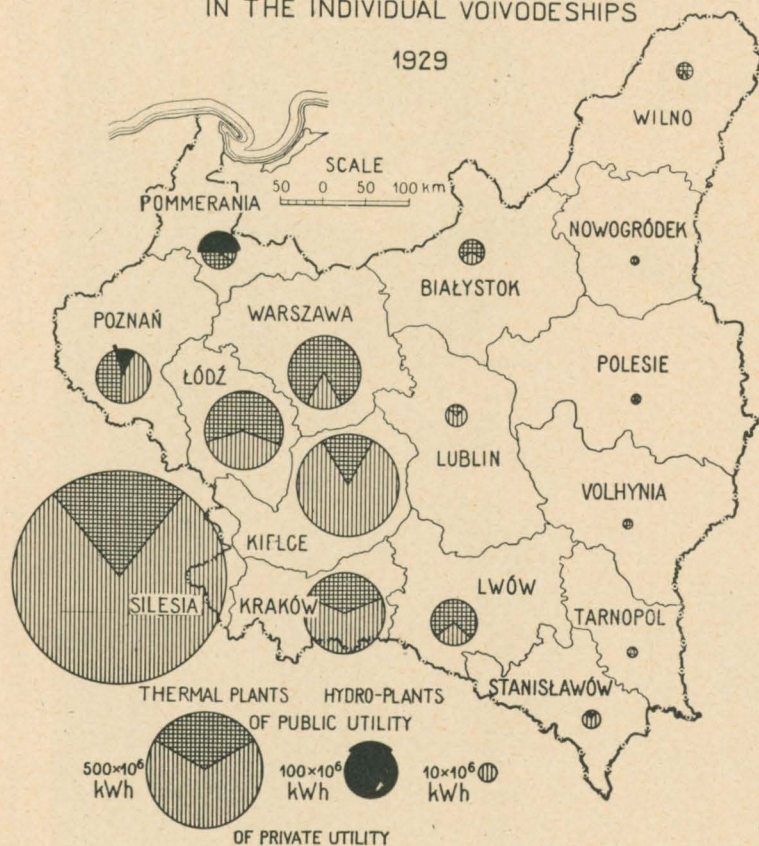 IN THE INDIVIDUAL VOIVODESHIPS
1929
WILNO
SCALE
50 0 50 100 km
POMMERANIA
NOWOGRÓDEK
BIAŁYSTOK
POZNAŃ
WARSZAWA
ŁÓDŹ
POLESIE
LUBLIN
VOLHYNIA
KIELCE
SILESIA
KRAKÓW
LWÓW
TARNOPOL
STANISŁAWÓW
THERMAL PLANTS HYDRO-PLANTS
OF PUBLIC UTILITY
500×10⁶ kWh
100×10⁶ kWh
10×10⁶ kWh
OF PRIVATE UTILITY